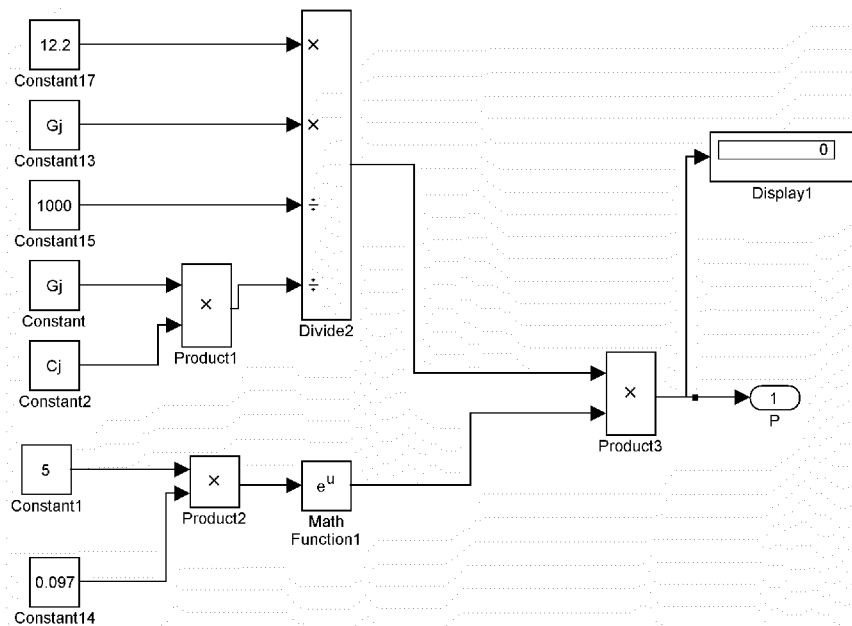 12.2
×
Constant17
Gj
×
Constant13
1000
÷
Constant15
Gj
÷
Constant
×
Product1
Divide2
Cj
Constant2
0
Display1
×
Product3
1
P
5
Constant1
×
Product2
e^u
Math
Function1
0.097
Constant14